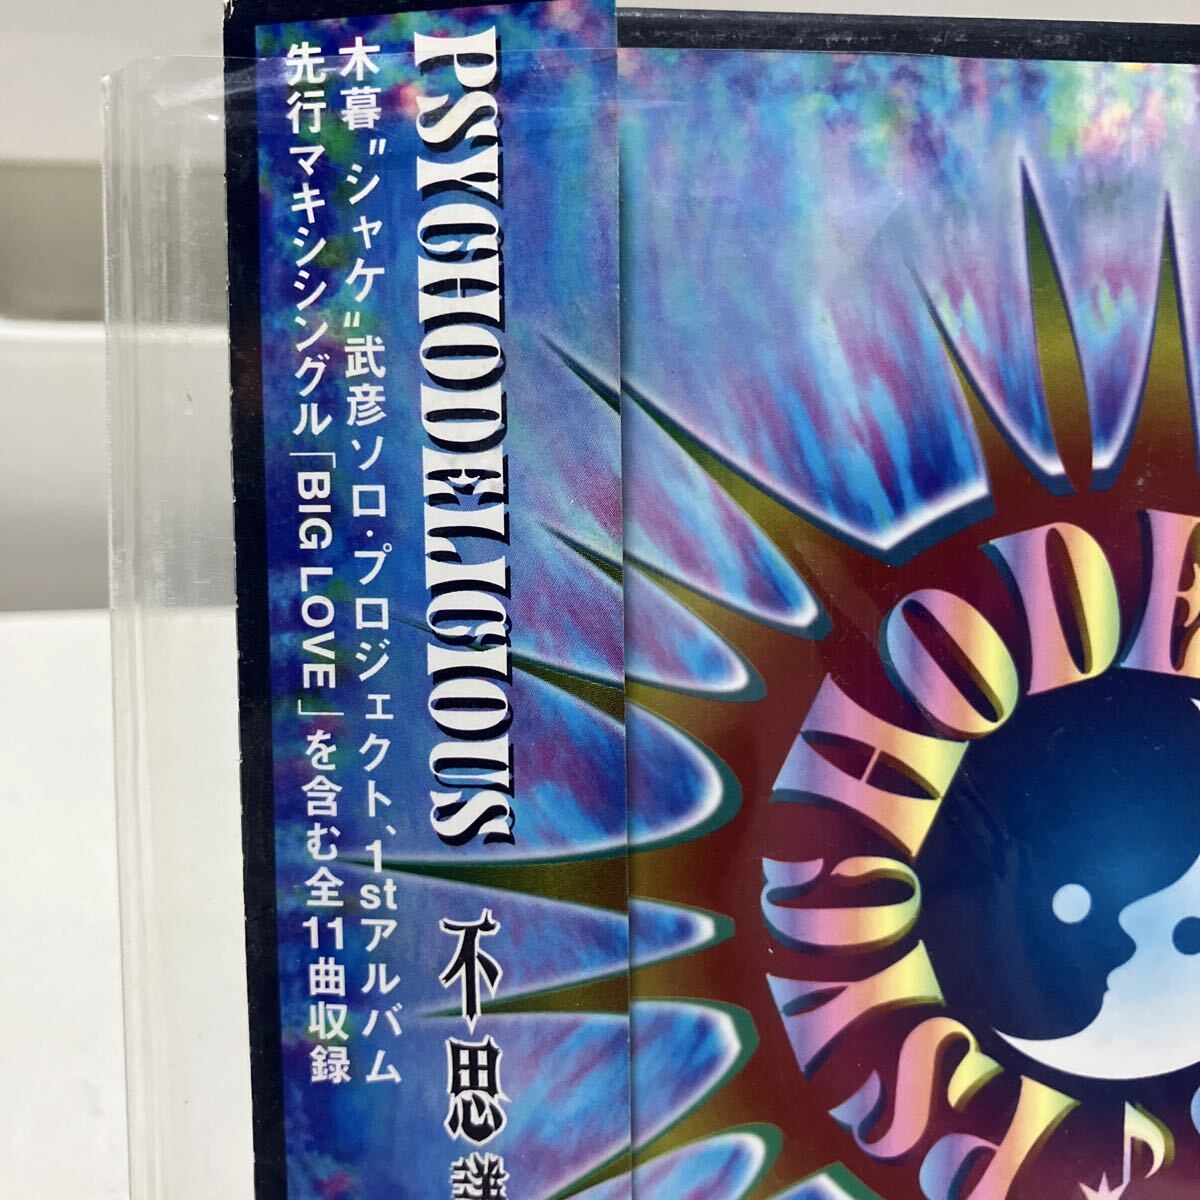 PSYCHODELICIOUS 不思議
木暮"シャケ"武彦ソロ・プロジェクト、1stアルバム
先行マキシシングル「BIG LOVE」を含む全11曲収録
PSYCHODE